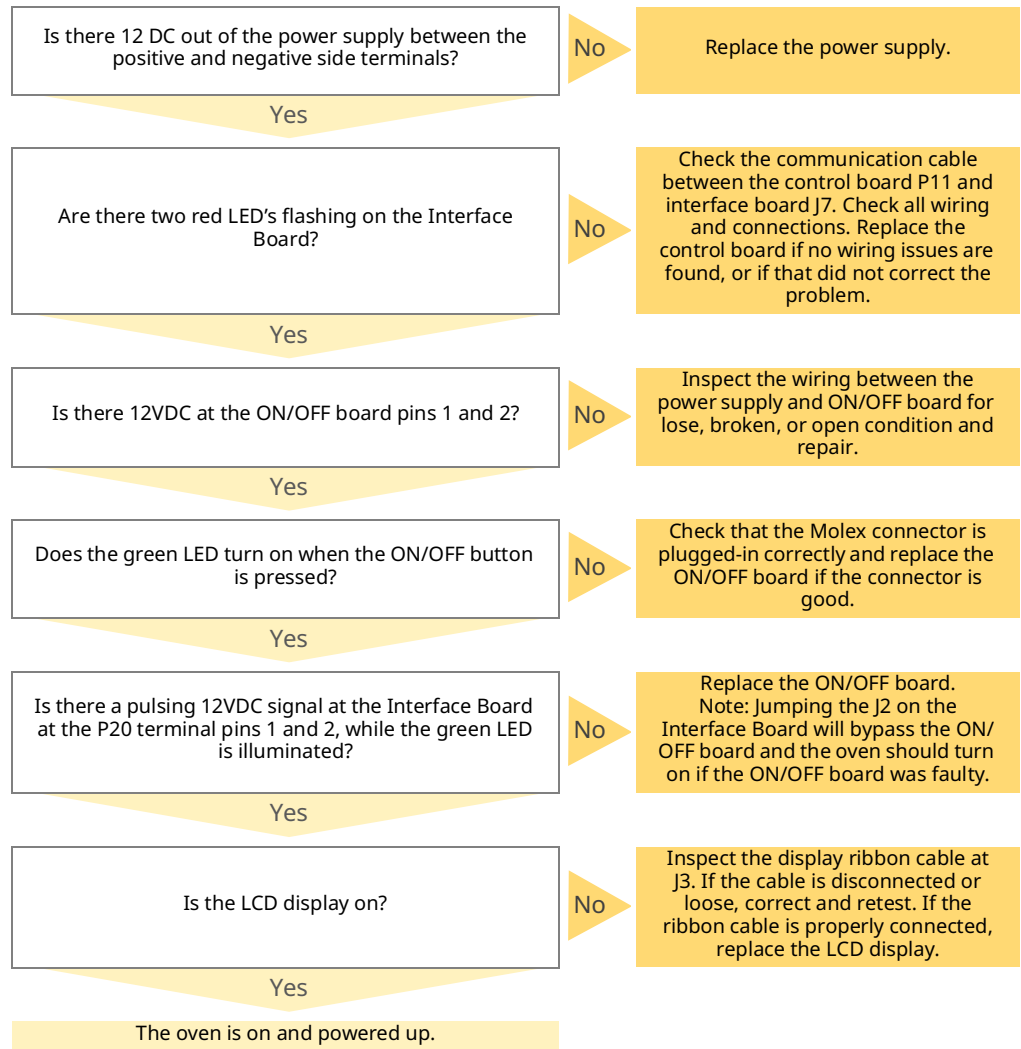 Is there 12 DC out of the power supply between the
positive and negative side terminals?
No
Replace the power supply.
Yes
Are there two red LED’s flashing on the Interface
Board?
No
Check the communication cable
between the control board P11 and
interface board J7. Check all wiring
and connections. Replace the
control board if no wiring issues are
found, or if that did not correct the
problem.
Yes
Is there 12VDC at the ON/OFF board pins 1 and 2?
No
Inspect the wiring between the
power supply and ON/OFF board for
lose, broken, or open condition and
repair.
Yes
Does the green LED turn on when the ON/OFF button
is pressed?
No
Check that the Molex connector is
plugged-in correctly and replace the
ON/OFF board if the connector is
good.
Yes
Is there a pulsing 12VDC signal at the Interface Board
at the P20 terminal pins 1 and 2, while the green LED
is illuminated?
No
Replace the ON/OFF board.
Note: Jumping the J2 on the
Interface Board will bypass the ON/
OFF board and the oven should turn
on if the ON/OFF board was faulty.
Yes
Is the LCD display on?
No
Inspect the display ribbon cable at
J3. If the cable is disconnected or
loose, correct and retest. If the
ribbon cable is properly connected,
replace the LCD display.
Yes
The oven is on and powered up.